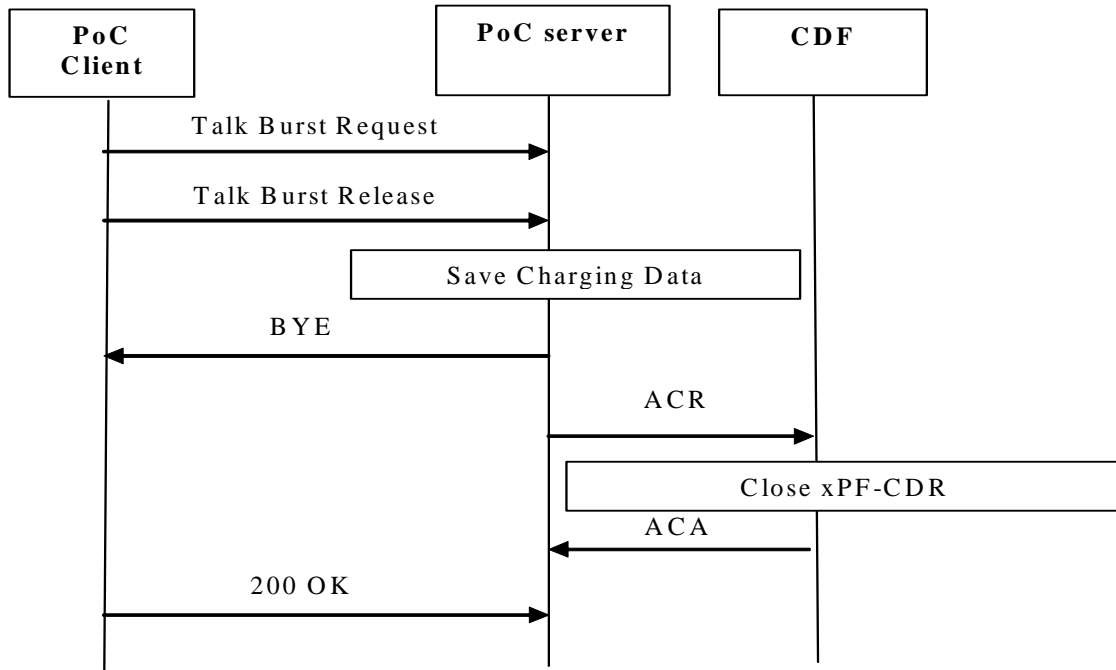 PoC
Client
PoC server
CDF
Talk Burst Request
Talk Burst Release
Save Charging Data
BYE
ACR
Close xPF-CDR
ACA
200 OK